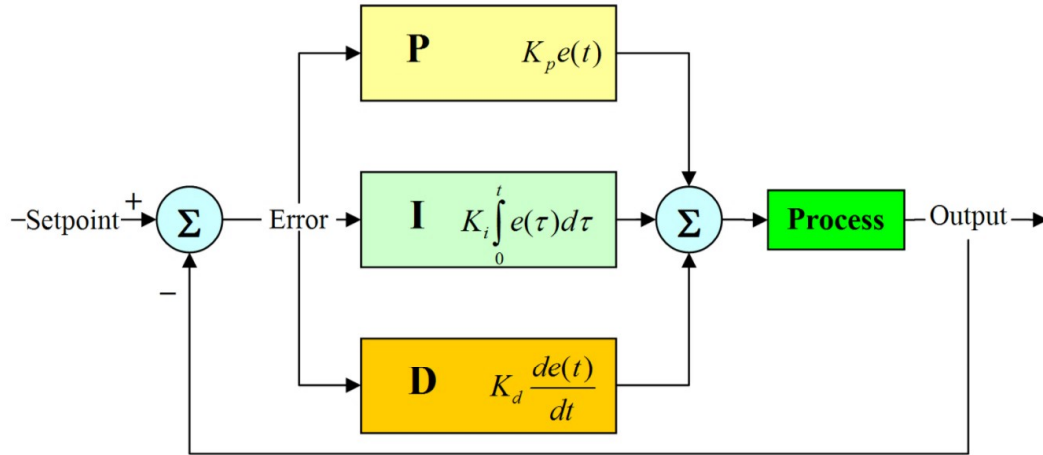 P K_p e(t)
+
Setpoint
Σ
Error
I K_i ∫_0^t e(τ)dτ
Σ
Process
Output
−
D K_d de(t)/dt